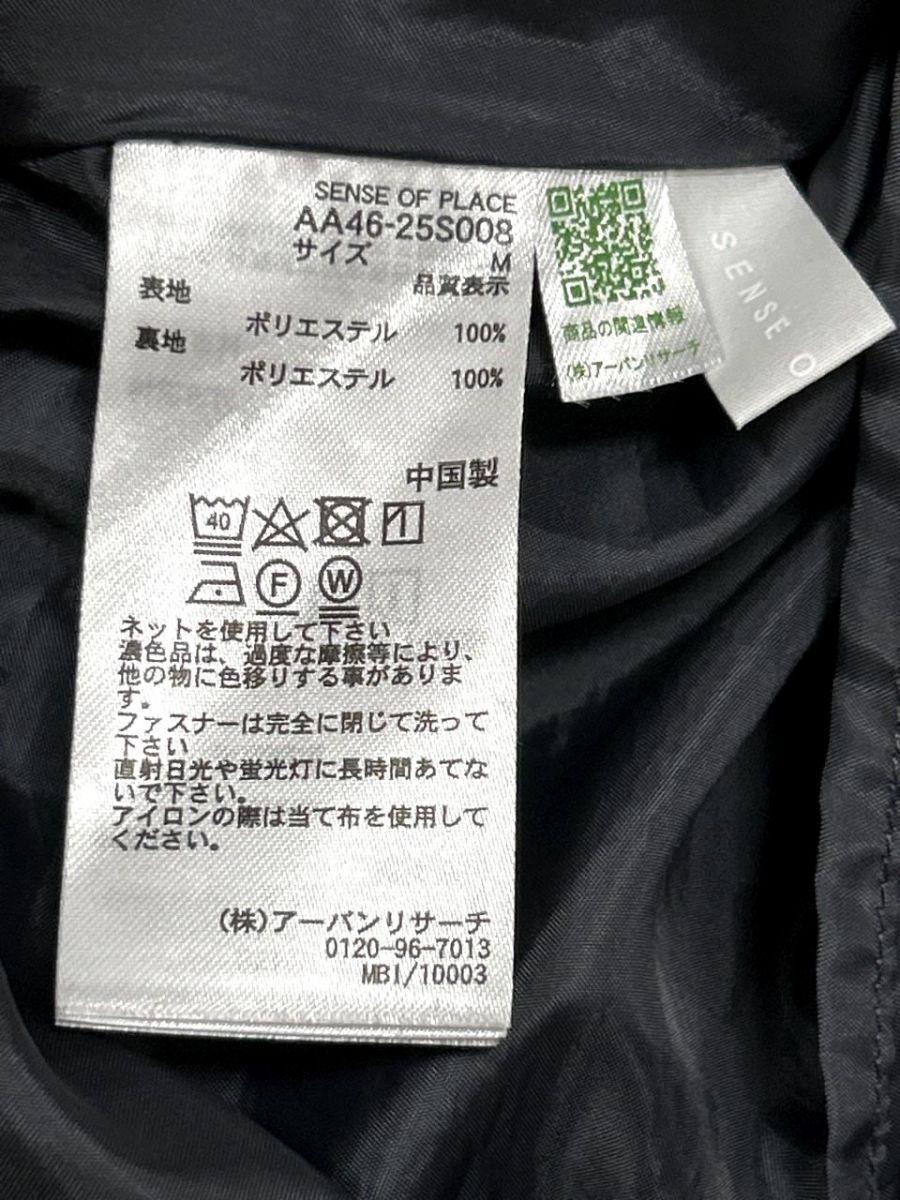 SENSE OF PLACE
AA46-25S008
サイズ M
品質表示
表地
ポリエステル 100%
裏地
ポリエステル 100%
中国製
40
F W
ネットを使用して下さい
濃色品は、過度な摩擦等により、
他の物に色移りする事がありま
す。
ファスナーは完全に閉じて洗って
下さい
直射日光や蛍光灯に長時間あてな
いで下さい。
アイロンの際は当て布を使用して
ください。
(株)アーバンリサーチ
0120-96-7013
MBI/10003
商品の関連情報
(株)アーバンリサーチ
SENSE O